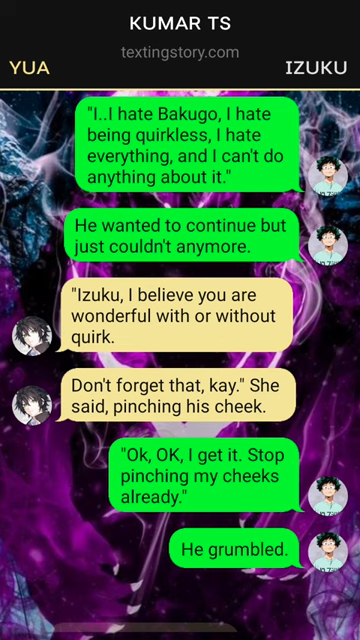 KUMAR TS
textingstory.com
YUA
IZUKU
"I..I hate Bakugo, I hate
being quirkless, I hate
everything, and I can't do
anything about it."
He wanted to continue but
just couldn't anymore.
"Izuku, I believe you are
wonderful with or without
quirk.
Don't forget that, kay." She
said, pinching his cheek.
"Ok, OK, I get it. Stop
pinching my cheeks
already."
He grumbled.